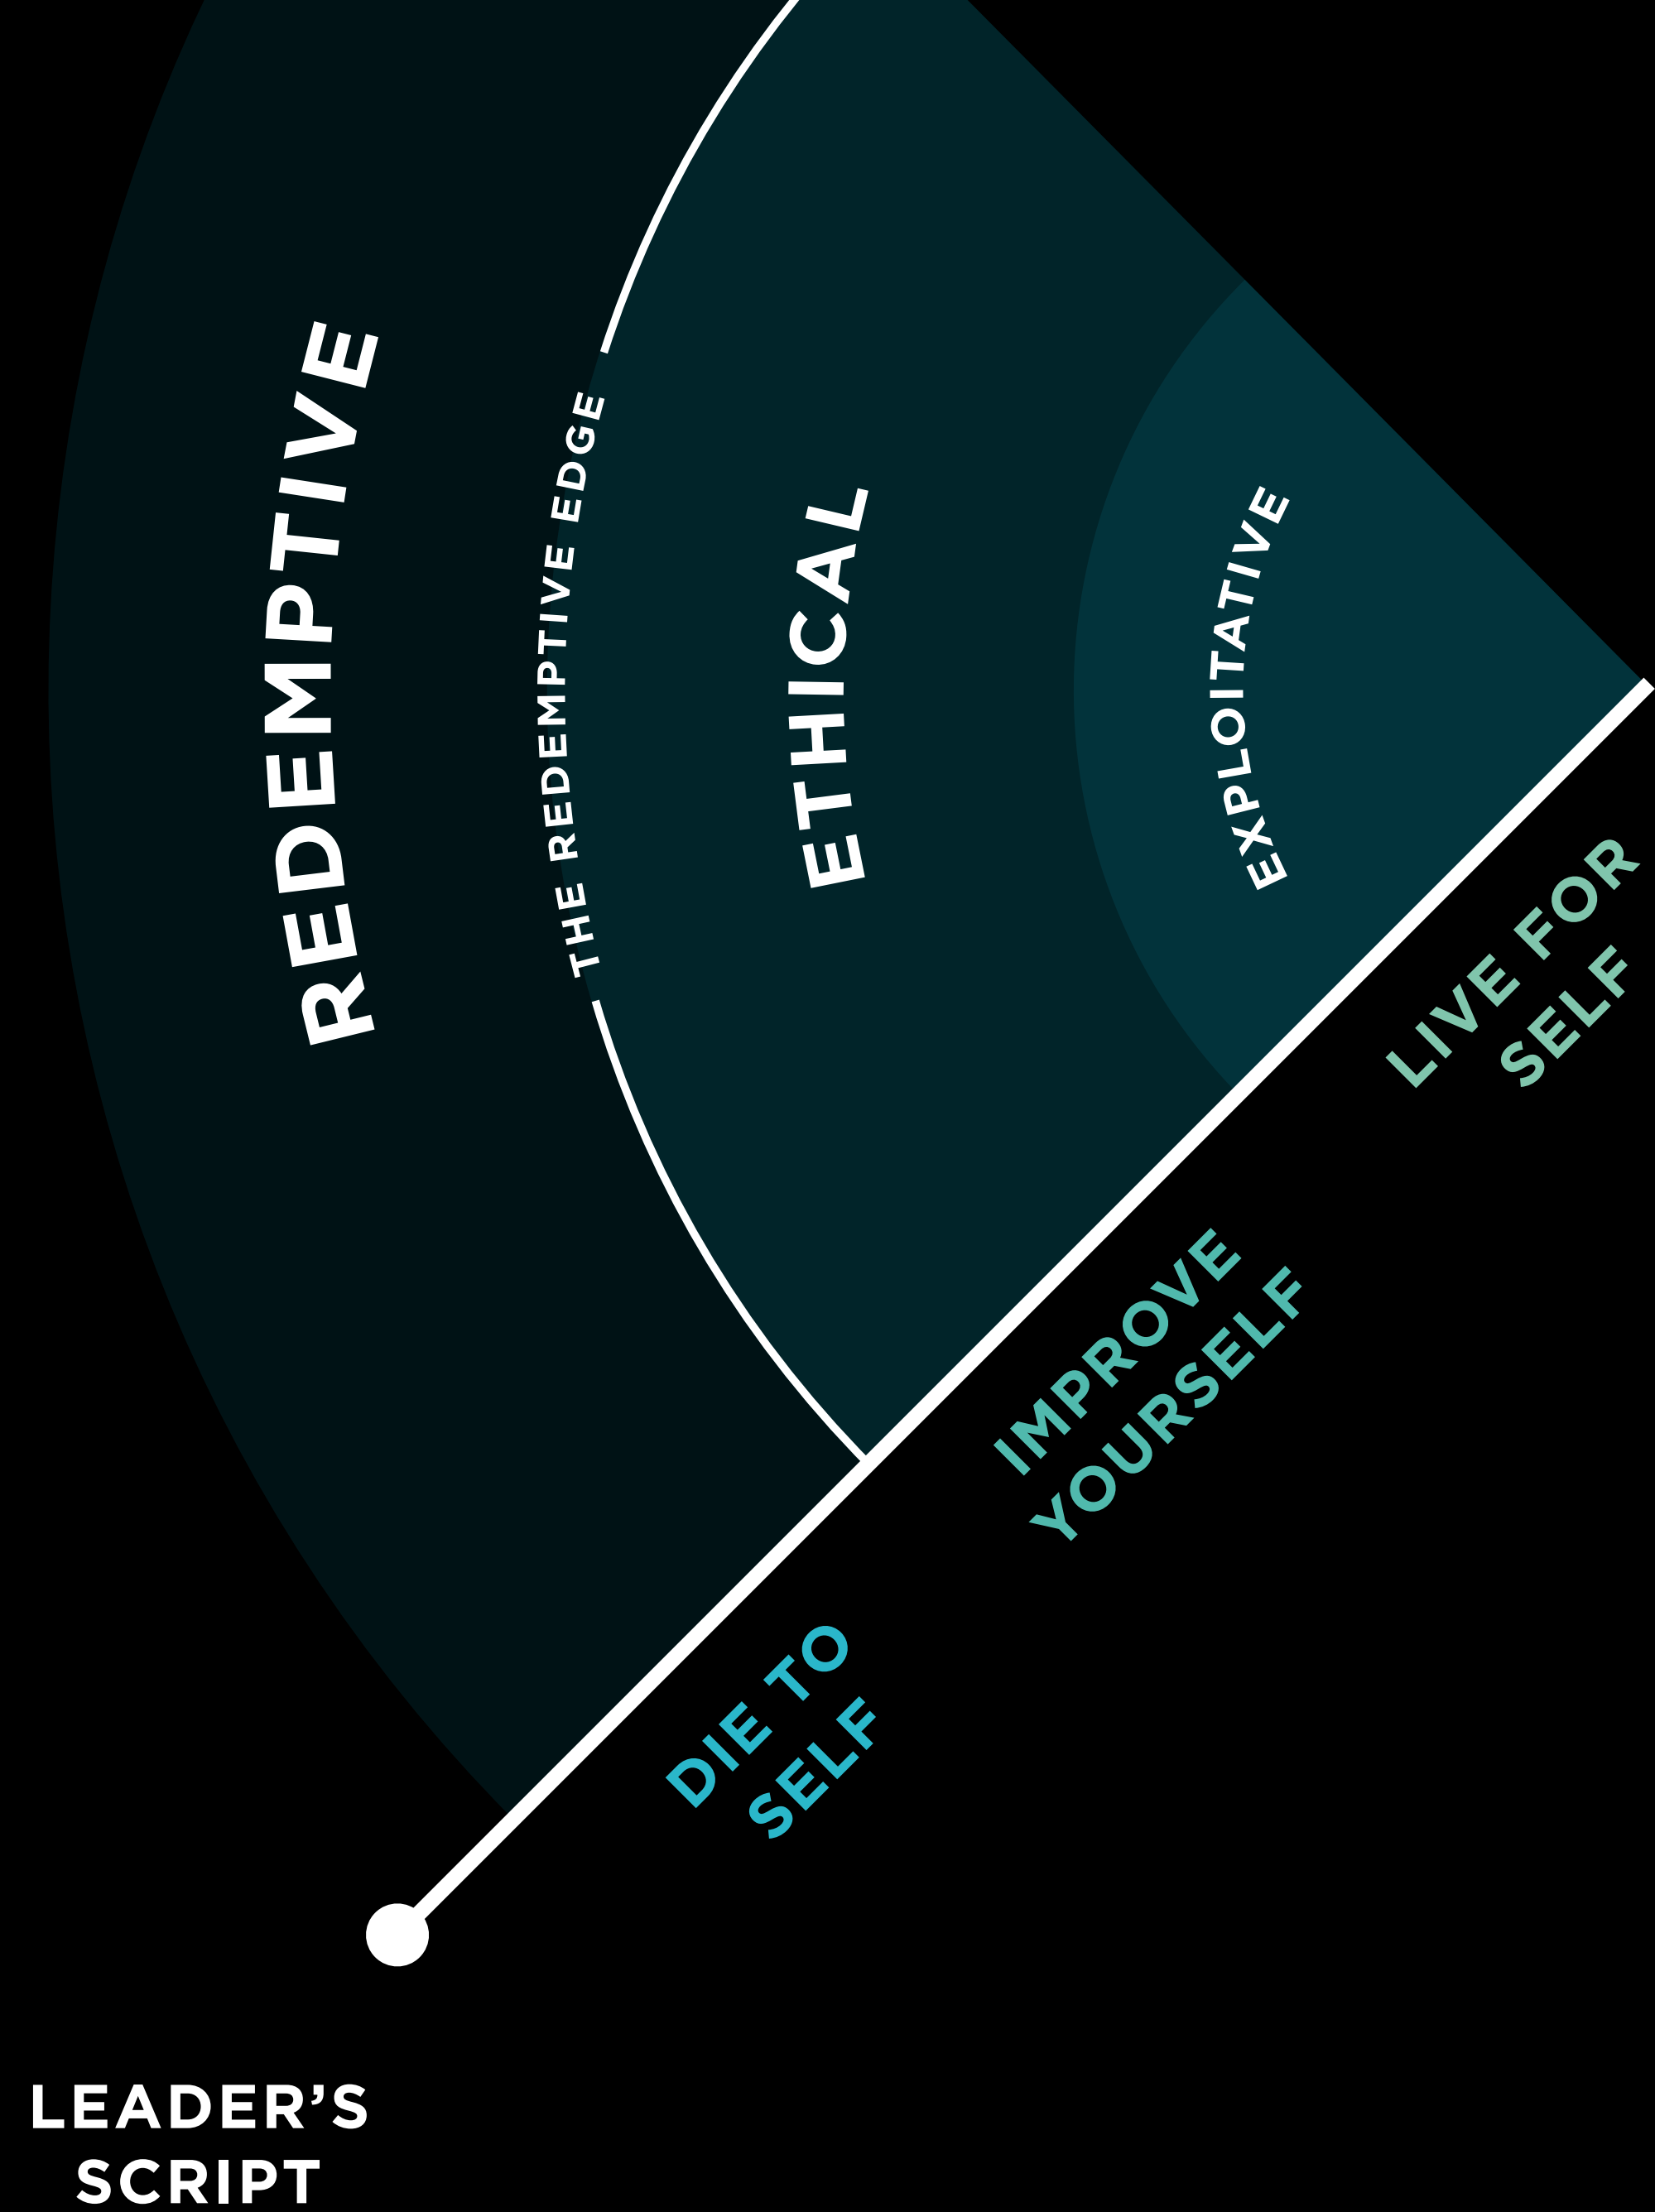 REDEMPTIVE
THE REDEMPTIVE EDGE
ETHICAL
EXPLOITATIVE
LIVE FOR
SELF
IMPROVE
YOURSELF
DIE TO
SELF
LEADER’S
SCRIPT